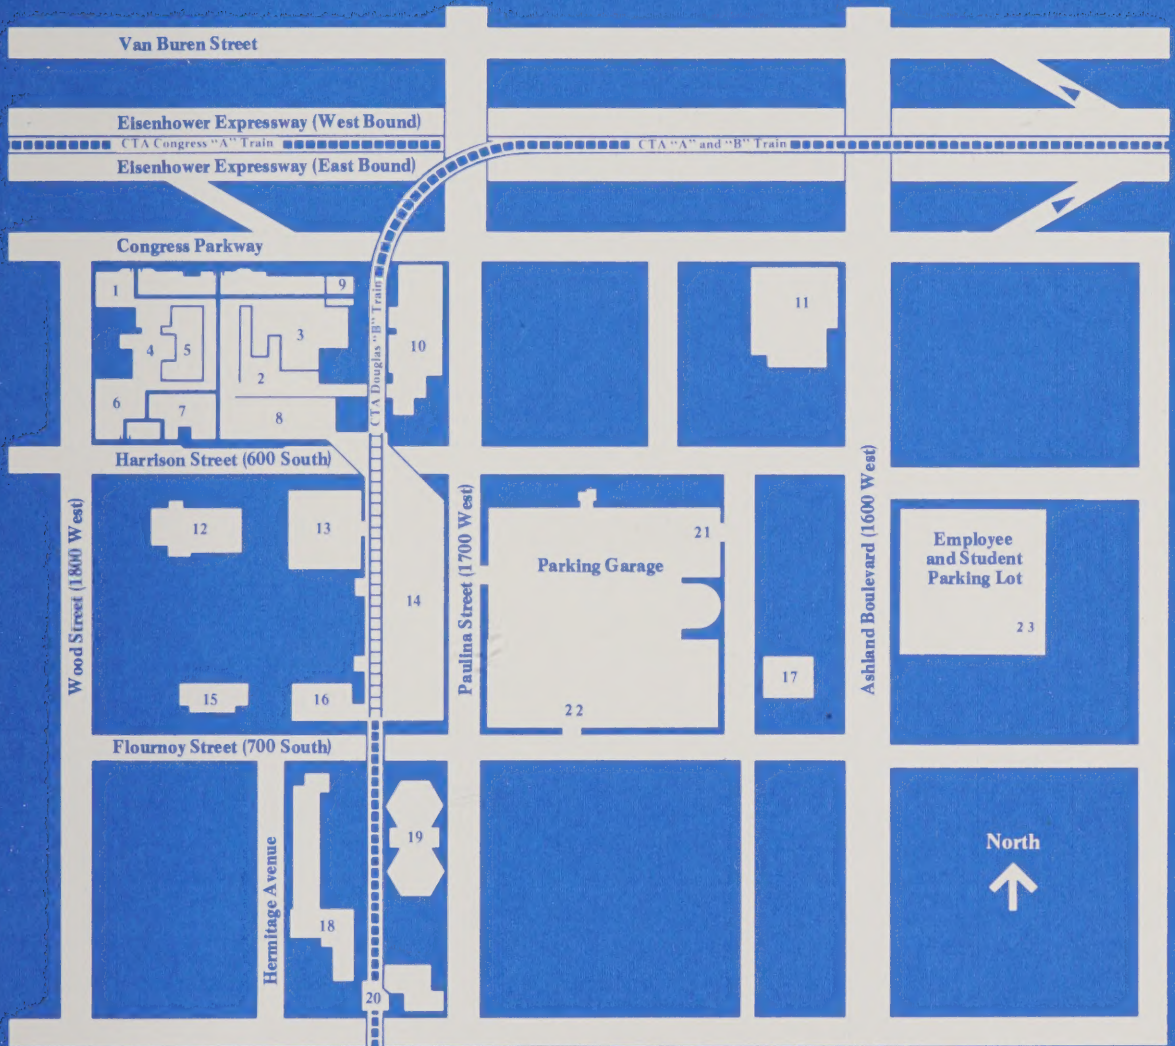 Van Buren Street
Eisenhower Expressway (West Bound)
CTA Congress "A" Train
CTA "A" and "B" Train
Eisenhower Expressway (East Bound)
Congress Parkway
1
9
CTA Douglas "B" Train
11
3
4
5
10
2
6
7
8
Harrison Street (600 South)
Wood Street (1800 West)
Paulina Street (1700 West)
Ashland Boulevard (1600 West)
12
13
21
Employee
and Student
Parking Lot
Parking Garage
14
23
17
15
16
22
Flournoy Street (700 South)
Hermitage Avenue
19
North
18
20